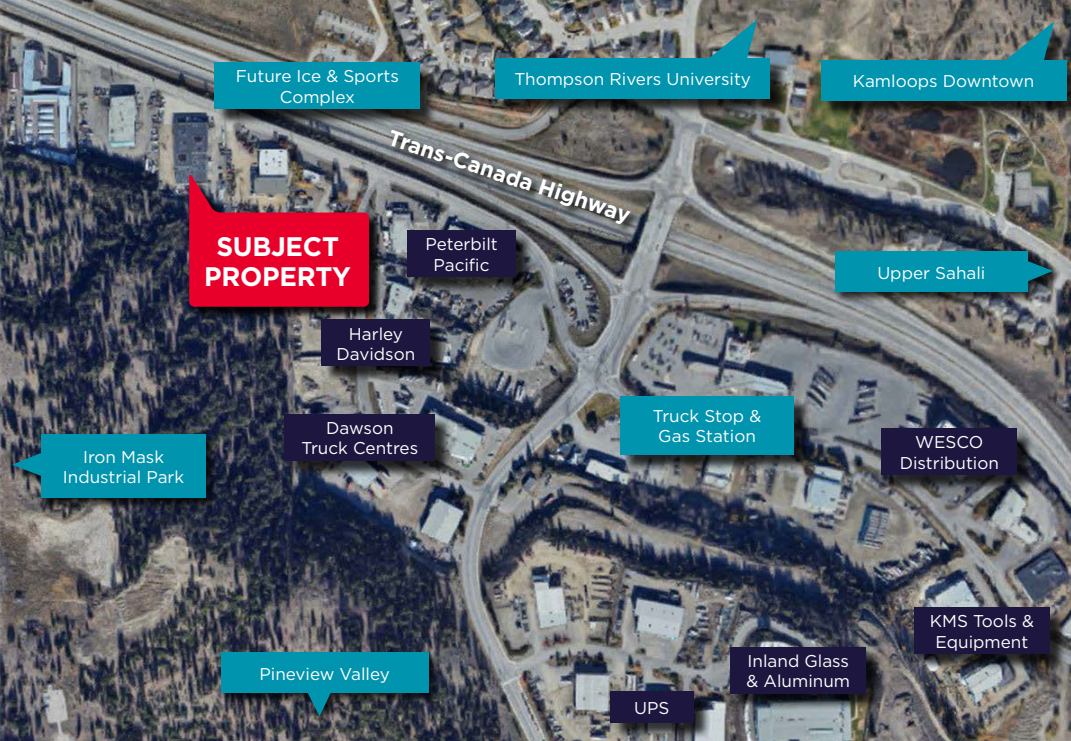 Future Ice & Sports
Complex
Thompson Rivers University
Kamloops Downtown
Trans-Canada Highway
SUBJECT
PROPERTY
Peterbilt
Pacific
Upper Sahali
Harley
Davidson
Dawson
Truck Centres
Truck Stop &
Gas Station
WESCO
Distribution
Iron Mask
Industrial Park
KMS Tools &
Equipment
Pineview Valley
Inland Glass
& Aluminum
UPS